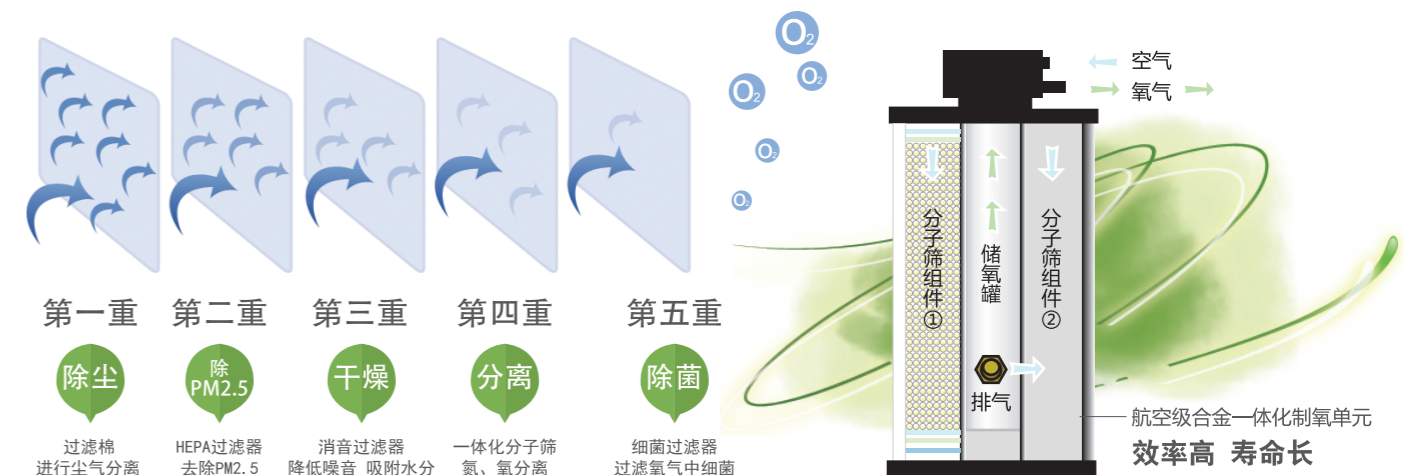 第一重
除尘
过滤棉
进行尘气分离
第二重
除
PM2.5
HEPA过滤器
去除PM2.5
第三重
干燥
消音过滤器
降低噪音 吸附水分
第四重
分离
一体化分子筛
氮、氧分离
第五重
除菌
细菌过滤器
过滤氧气中细菌
O2
O2
O2
O2
O2
空气
氧气
分子筛组件①
储氧罐
分子筛组件②
排气
航空级合金一体化制氧单元
效率高 寿命长